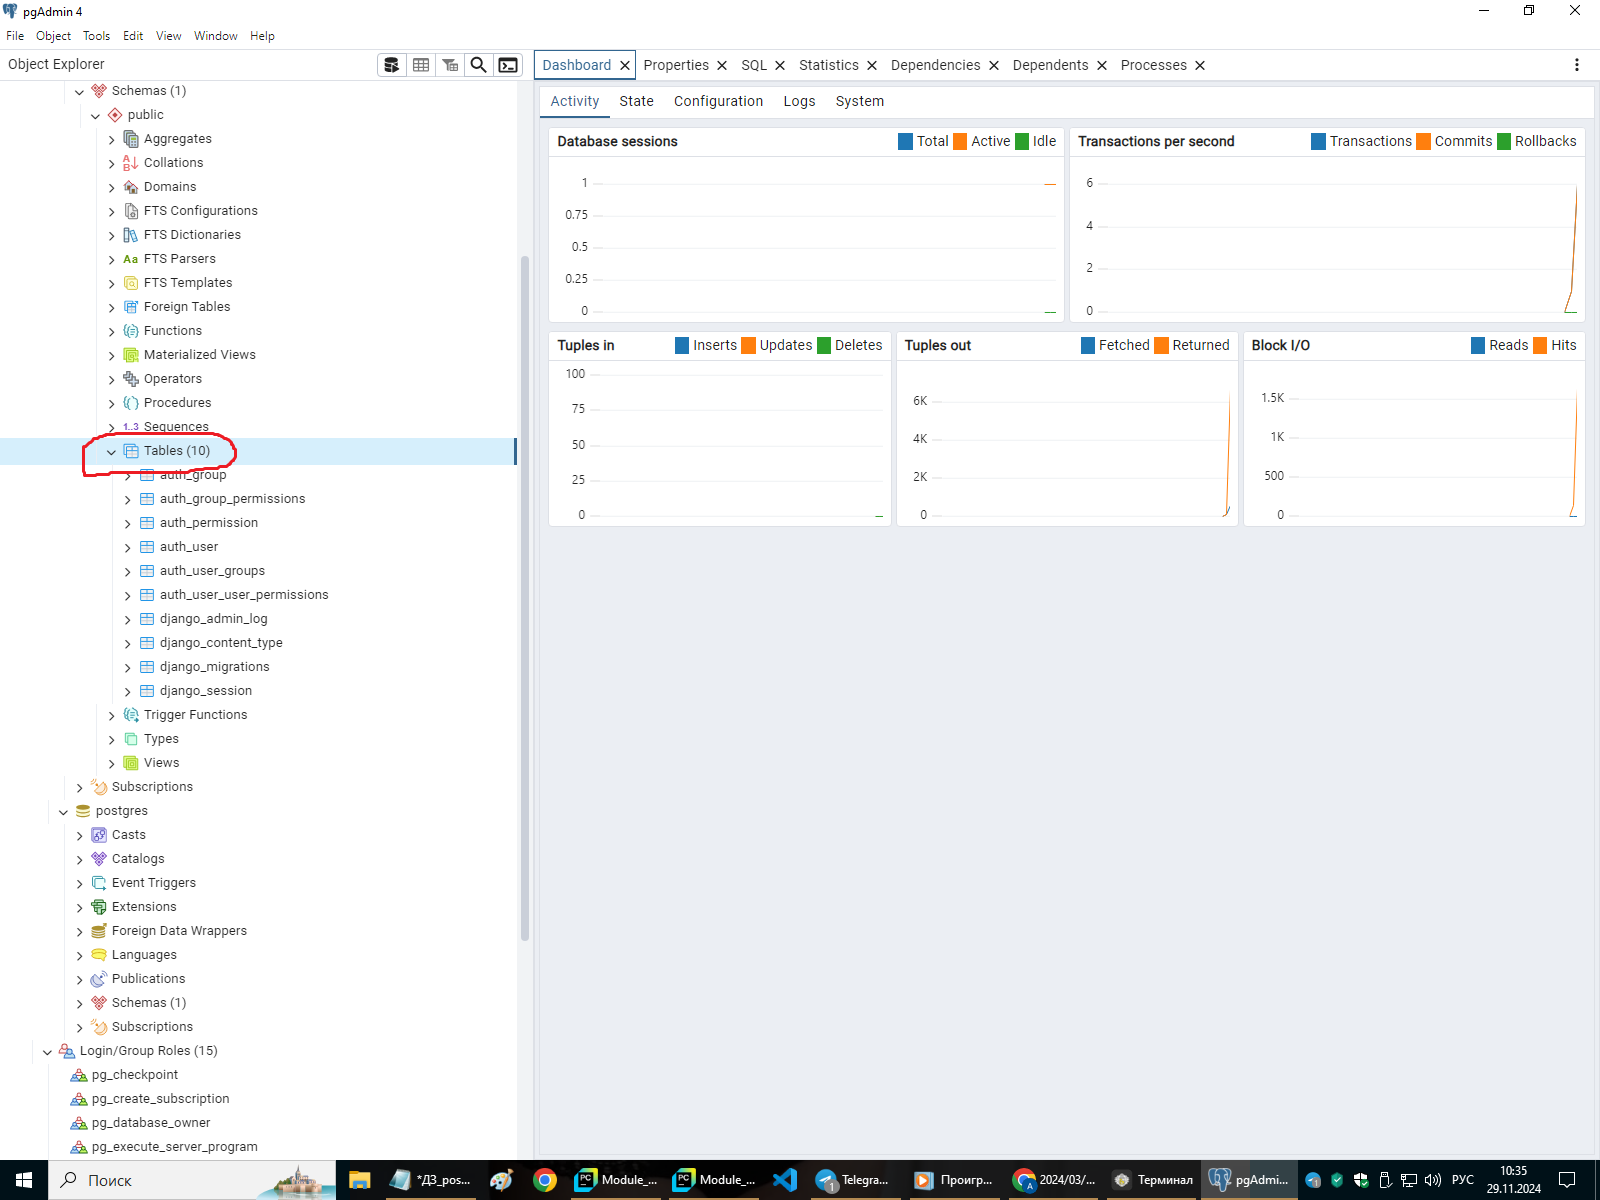 pgAdmin 4
File Object Tools Edit View Window Help
Object Explorer
Dashboard Properties SQL Statistics Dependencies Dependents Processes
Activity State Configuration Logs System
Schemas (1)
public
Aggregates
Collations
Domains
FTS Configurations
FTS Dictionaries
Aa FTS Parsers
FTS Templates
Foreign Tables
Functions
Materialized Views
Operators
Procedures
1..3 Sequences
Tables (10)
auth_group
auth_group_permissions
auth_permission
auth_user
auth_user_groups
auth_user_user_permissions
django_admin_log
django_content_type
django_migrations
django_session
Trigger Functions
Types
Views
Subscriptions
postgres
Casts
Catalogs
Event Triggers
Extensions
Foreign Data Wrappers
Languages
Publications
Schemas (1)
Subscriptions
Login/Group Roles (15)
pg_checkpoint
pg_create_subscription
pg_database_owner
pg_execute_server_program
Database sessions Total Active Idle
1
0.75
0.5
0.25
0
Transactions per second Transactions Commits Rollbacks
6
4
2
0
Tuples in Inserts Updates Deletes
100
75
50
25
0
Tuples out Fetched Returned
6K
4K
2K
0
Block I/O Reads Hits
1.5K
1K
500
0
Поиск
*ДЗ_pos...
PC Module_...
PC Module_...
1 Telegra...
Проигр...
A 2024/03/...
Терминал
pgAdmi...
РУС
10:35
29.11.2024